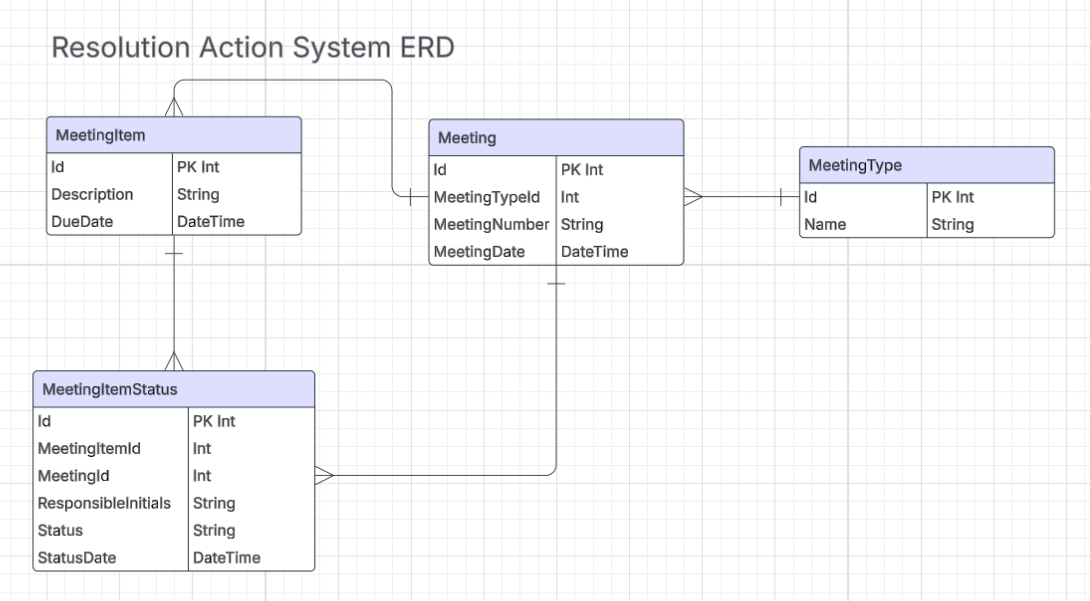 Resolution Action System ERD
MeetingItem
Id PK Int
Description String
DueDate DateTime
Meeting
Id PK Int
MeetingTypeId Int
MeetingNumber String
MeetingDate DateTime
MeetingType
Id PK Int
Name String
MeetingItemStatus
Id PK Int
MeetingItemId Int
MeetingId Int
ResponsibleInitials String
Status String
StatusDate DateTime